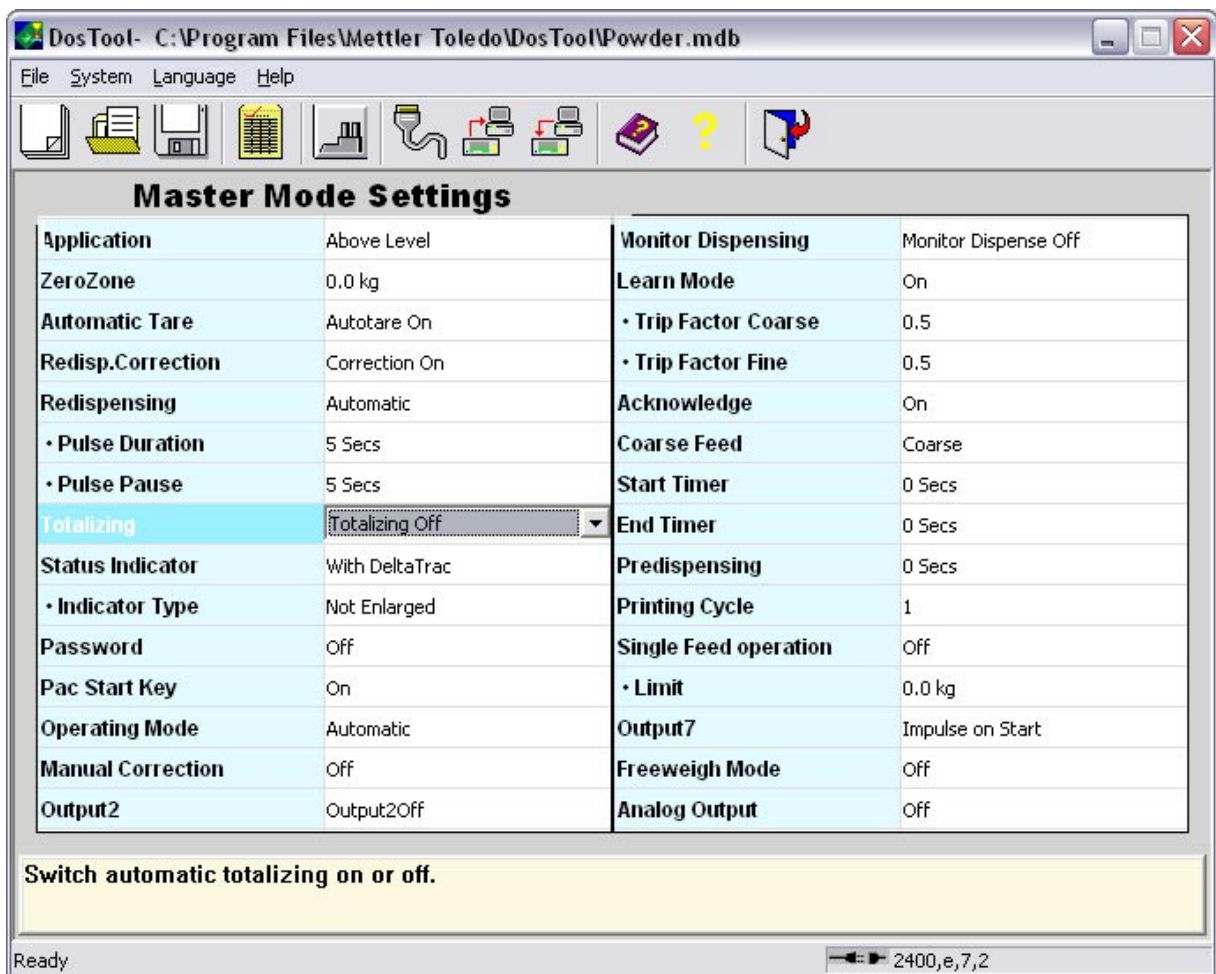 DosTool- C:\Program Files\Mettler Toledo\DosTool\Powder.mdb
File System Language Help
Master Mode Settings
Application Above Level Monitor Dispensing Monitor Dispense Off
ZeroZone 0.0 kg Learn Mode On
Automatic Tare Autotare On • Trip Factor Coarse 0.5
Redisp.Correction Correction On • Trip Factor Fine 0.5
Redispensing Automatic Acknowledge On
• Pulse Duration 5 Secs Coarse Feed Coarse
• Pulse Pause 5 Secs Start Timer 0 Secs
Totalizing Totalizing Off End Timer 0 Secs
Status Indicator With DeltaTrac Predispensing 0 Secs
• Indicator Type Not Enlarged Printing Cycle 1
Password Off Single Feed operation Off
Pac Start Key On • Limit 0.0 kg
Operating Mode Automatic Output7 Impulse on Start
Manual Correction Off Freeweigh Mode Off
Output2 Output2Off Analog Output Off
Switch automatic totalizing on or off.
Ready 2400,e,7,2